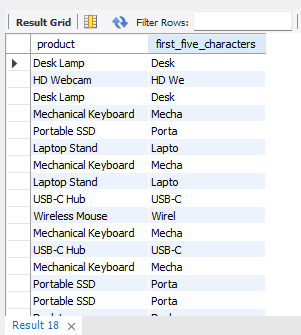 Result Grid Filter Rows:
product first_five_characters
Desk Lamp Desk
HD Webcam HD We
Desk Lamp Desk
Mechanical Keyboard Mecha
Portable SSD Porta
Laptop Stand Lapto
Mechanical Keyboard Mecha
Laptop Stand Lapto
USB-C Hub USB-C
Wireless Mouse Wirel
Mechanical Keyboard Mecha
USB-C Hub USB-C
Mechanical Keyboard Mecha
Portable SSD Porta
Portable SSD Porta
Result 18